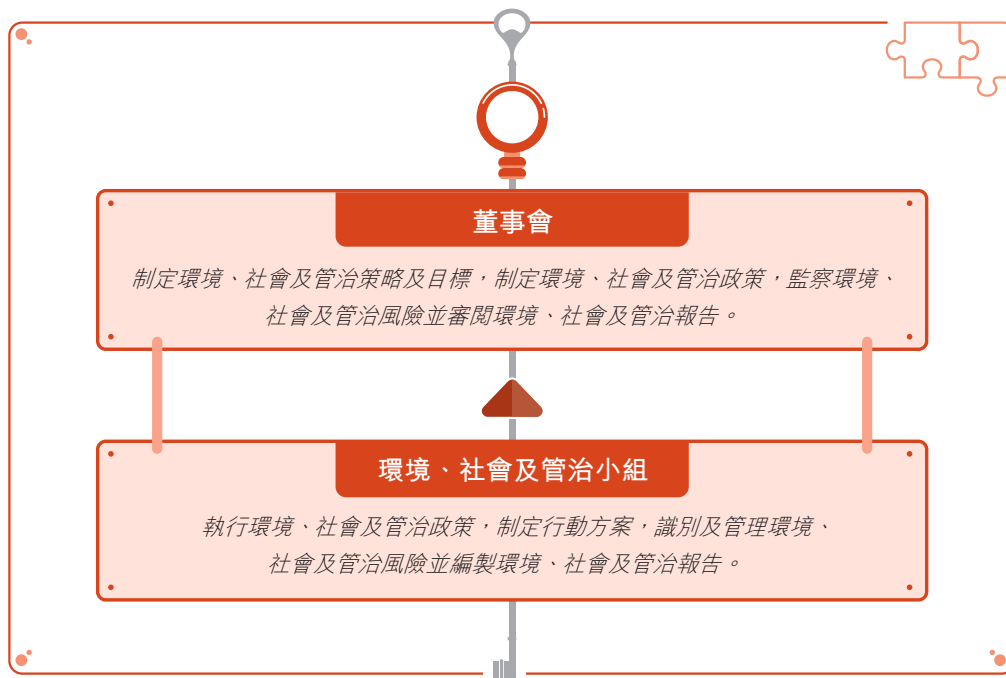 董事會
制定環境、社會及管治策略及目標，制定環境、社會及管治政策，監察環境、
社會及管治風險並審閱環境、社會及管治報告。
環境、社會及管治小組
執行環境、社會及管治政策，制定行動方案，識別及管理環境、
社會及管治風險並編製環境、社會及管治報告。